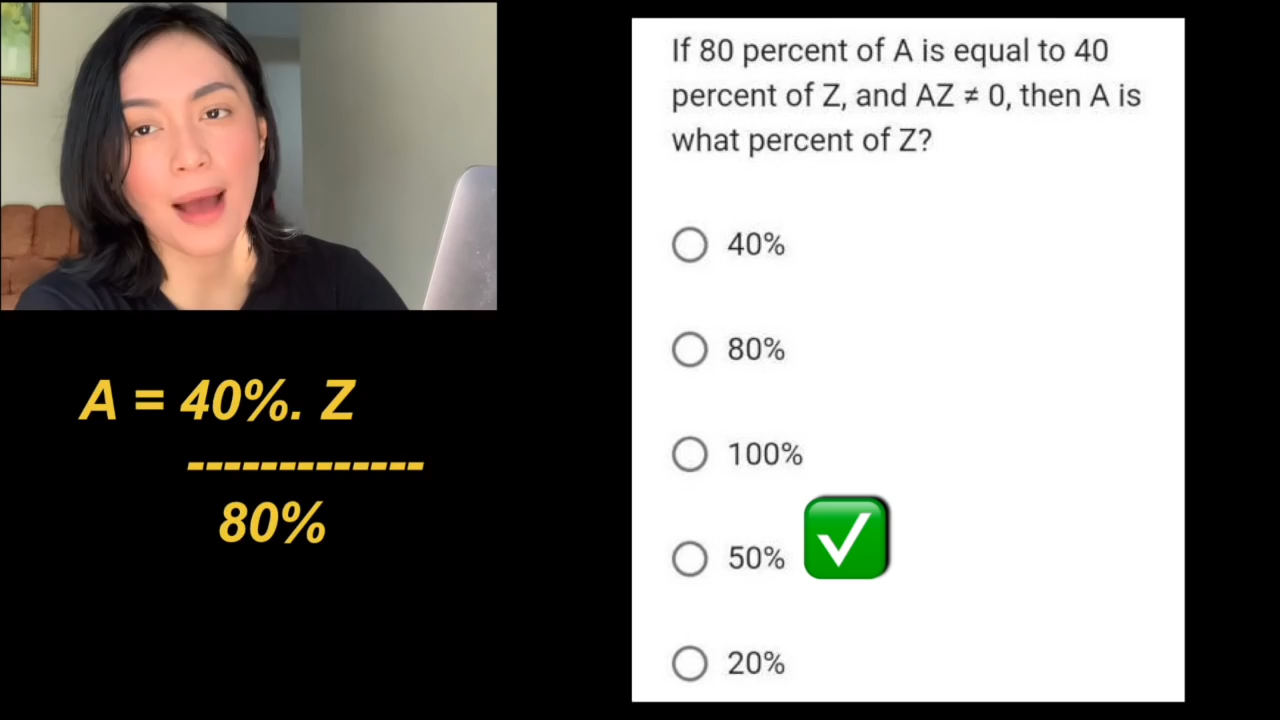 A = 40%. Z
-------------
80%
If 80 percent of A is equal to 40
percent of Z, and AZ ≠ 0, then A is
what percent of Z?
40%
80%
100%
50%
20%